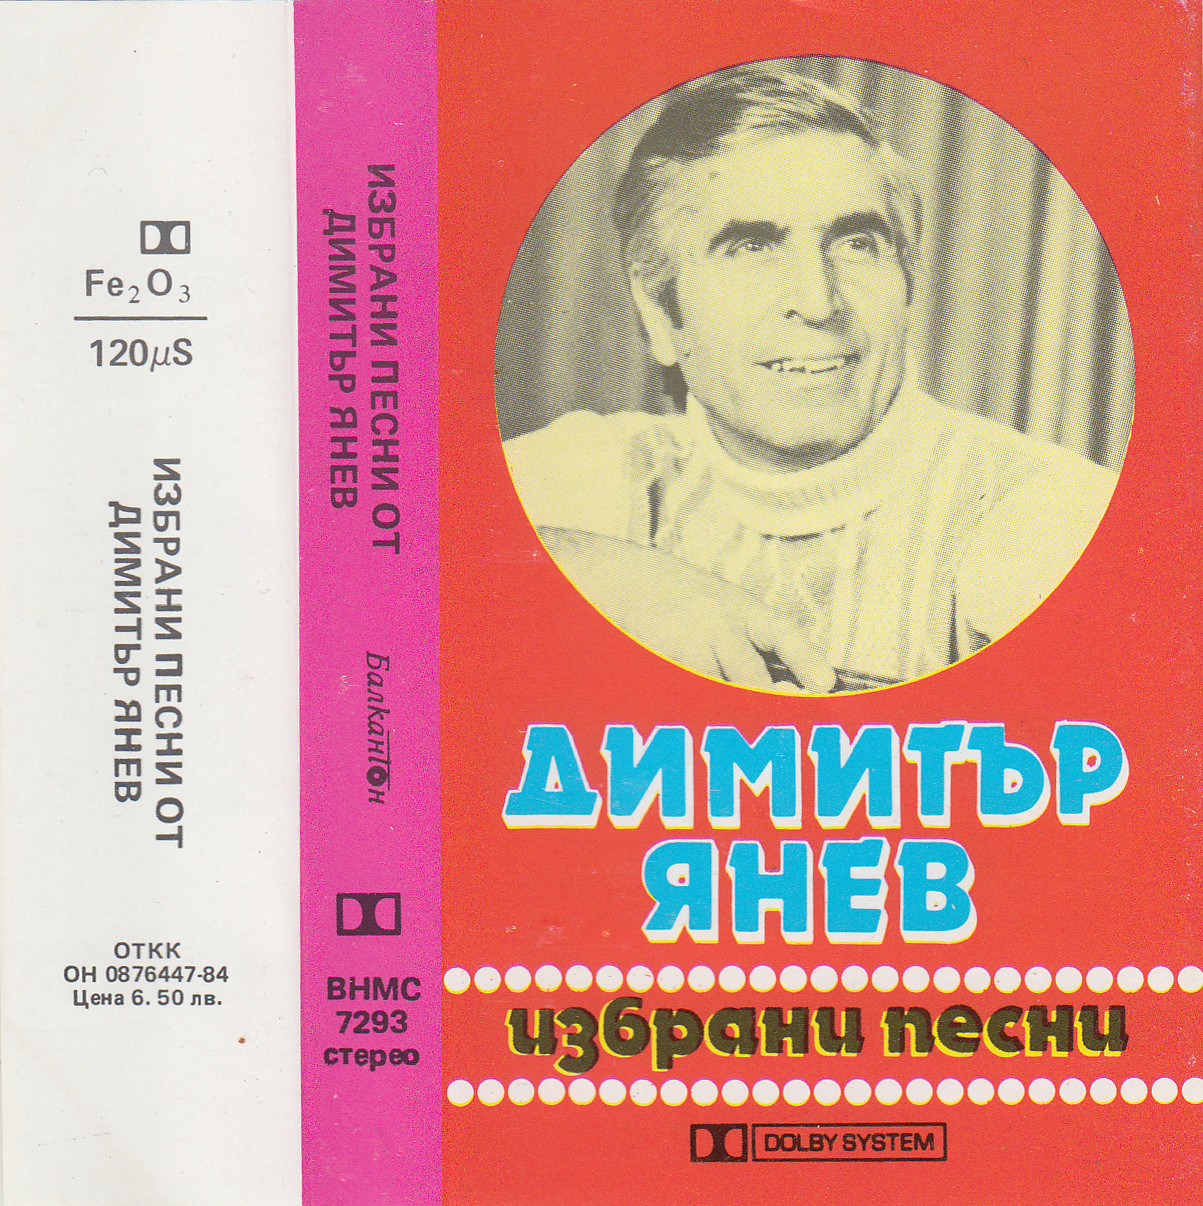 Fe2O3
120µS
ИЗБРАНИ ПЕСНИ ОТ
ДИМИТЪР ЯНЕВ
ОТКК
ОН 0876447-84
Цена 6. 50 лв.
ИЗБРАНИ ПЕСНИ ОТ
ДИМИТЪР ЯНЕВ
Балкантон
ВНМС
7293
стерео
ДИМИТЪР
ЯНЕВ
избрани песни
DOLBY SYSTEM